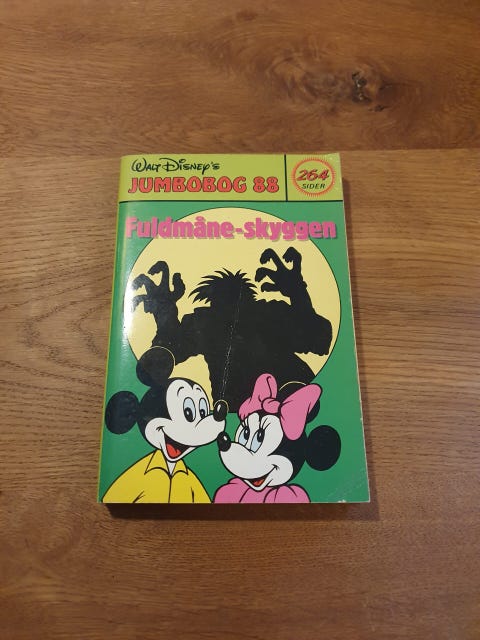 WALT DISNEY'S
JUMBOBOG 88
264
SIDER
Fuldmåne-skyggen